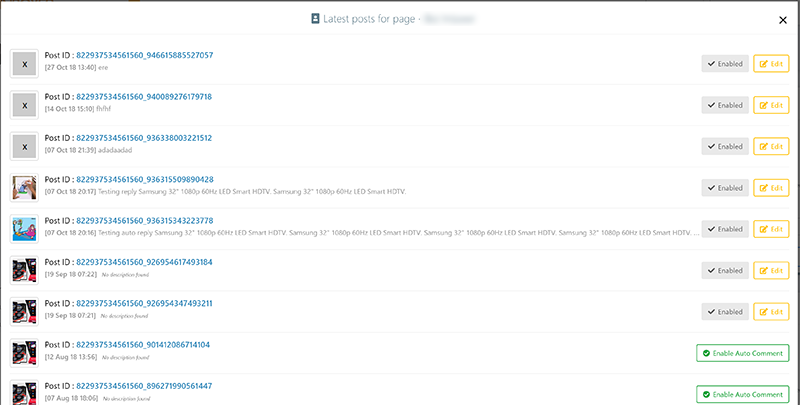 Latest posts for page -
X
Post ID : 822937534561560_946615885527057
[27 Oct 18 13:40] ere
Enabled
Edit
X
Post ID : 822937534561560_940089276179718
[14 Oct 18 15:10] fhfhf
Enabled
Edit
X
Post ID : 822937534561560_936338003221512
[07 Oct 18 21:39] adadaadad
Enabled
Edit
Post ID : 822937534561560_936315509890428
[07 Oct 18 20:17] Testing reply Samsung 32" 1080p 60Hz LED Smart HDTV. Samsung 32" 1080p 60Hz LED Smart HDTV.
Enabled
Edit
Post ID : 822937534561560_936315343223778
[07 Oct 18 20:16] Testing auto reply Samsung 32" 1080p 60Hz LED Smart HDTV. Samsung 32" 1080p 60Hz LED Smart HDTV. Samsung 32" 1080p 60Hz LED Smart HDTV. Samsung 32" 1080p 60Hz LED Smart HDTV. ...
Enabled
Edit
Post ID : 822937534561560_926954617493184
[19 Sep 18 07:22] No description found
Enabled
Edit
Post ID : 822937534561560_926954347493211
[19 Sep 18 07:21] No description found
Enabled
Edit
Post ID : 822937534561560_901412086714104
[12 Aug 18 13:56] No description found
Enable Auto Comment
Post ID : 822937534561560_896271990561447
[07 Aug 18 18:06] No description found
Enable Auto Comment